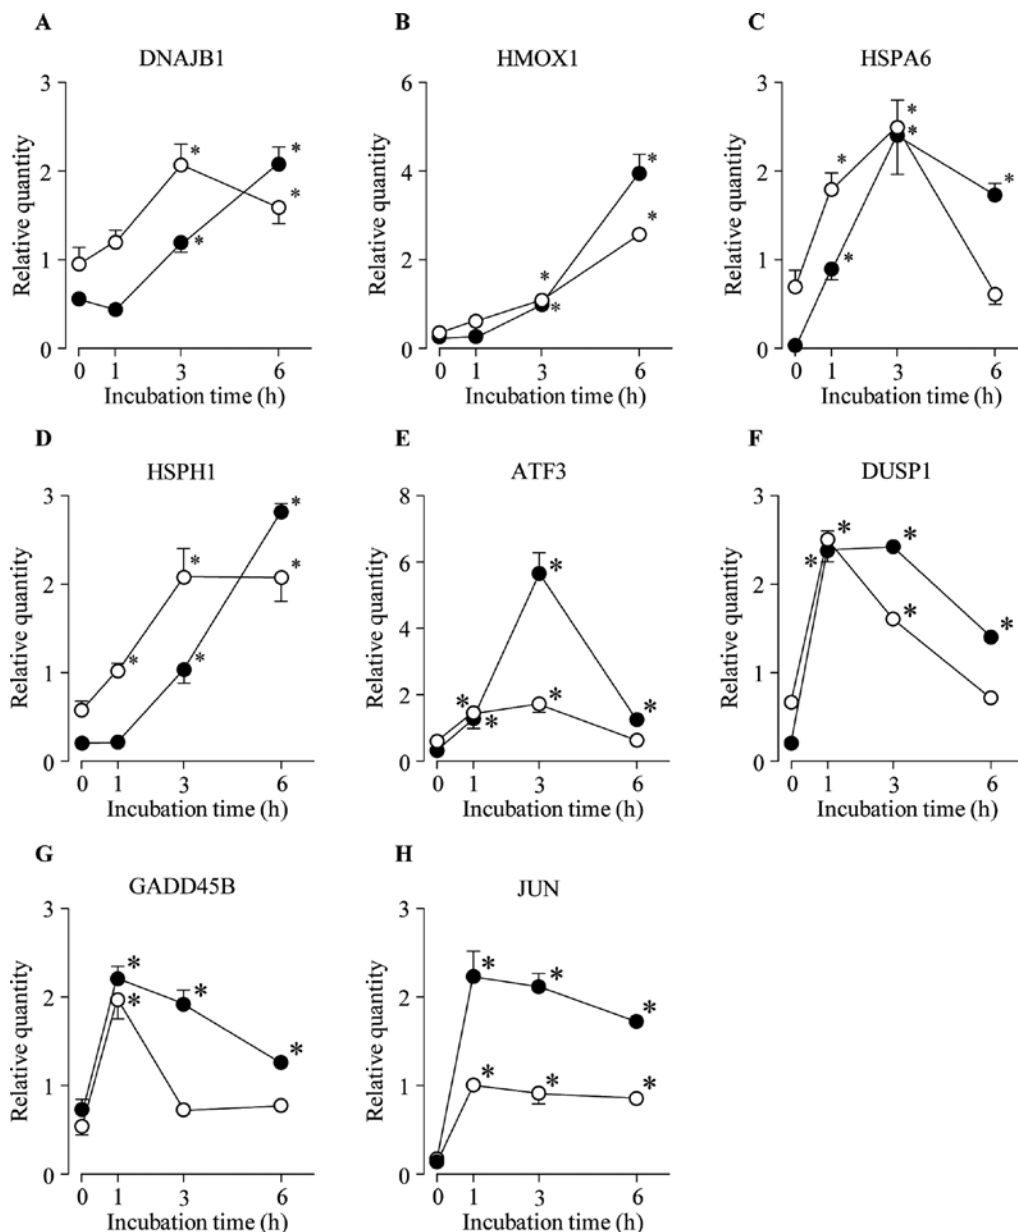 A
DNAJB1
Relative quantity
3
2
1
0
0 1 3 6
Incubation time (h)
B
HMOX1
Relative quantity
6
4
2
0
0 1 3 6
Incubation time (h)
C
HSPA6
Relative quantity
3
2
1
0
0 1 3 6
Incubation time (h)
D
HSPH1
Relative quantity
3
2
1
0
0 1 3 6
Incubation time (h)
E
ATF3
Relative quantity
8
6
4
2
0
0 1 3 6
Incubation time (h)
F
DUSP1
Relative quantity
3
2
1
0
0 1 3 6
Incubation time (h)
G
GADD45B
Relative quantity
3
2
1
0
0 1 3 6
Incubation time (h)
H
JUN
Relative quantity
3
2
1
0
0 1 3 6
Incubation time (h)